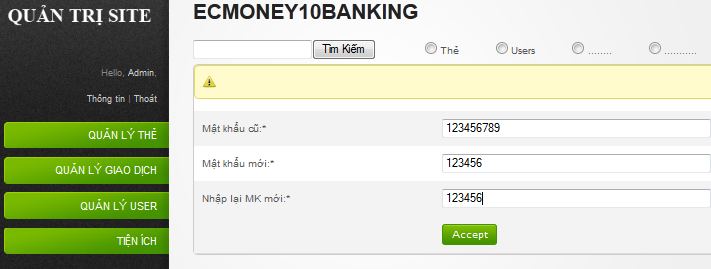 QUẢN TRỊ SITE
Hello, Admin,
Thông tin | Thoát
QUẢN LÝ THẺ
QUẢN LÝ GIAO DỊCH
QUẢN LÝ USER
TIỆN ÍCH
ECMONEY10BANKING
Tìm Kiếm Thẻ Users ........ ...........
Mật khẩu cũ:* 123456789
Mật khẩu mới:* 123456
Nhập lại MK mới:* 123456
Accept